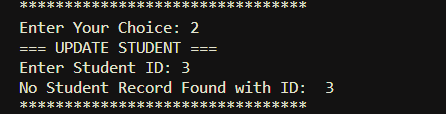 ********************************
Enter Your Choice: 2
=== UPDATE STUDENT ===
Enter Student ID: 3
No Student Record Found with ID:  3
********************************